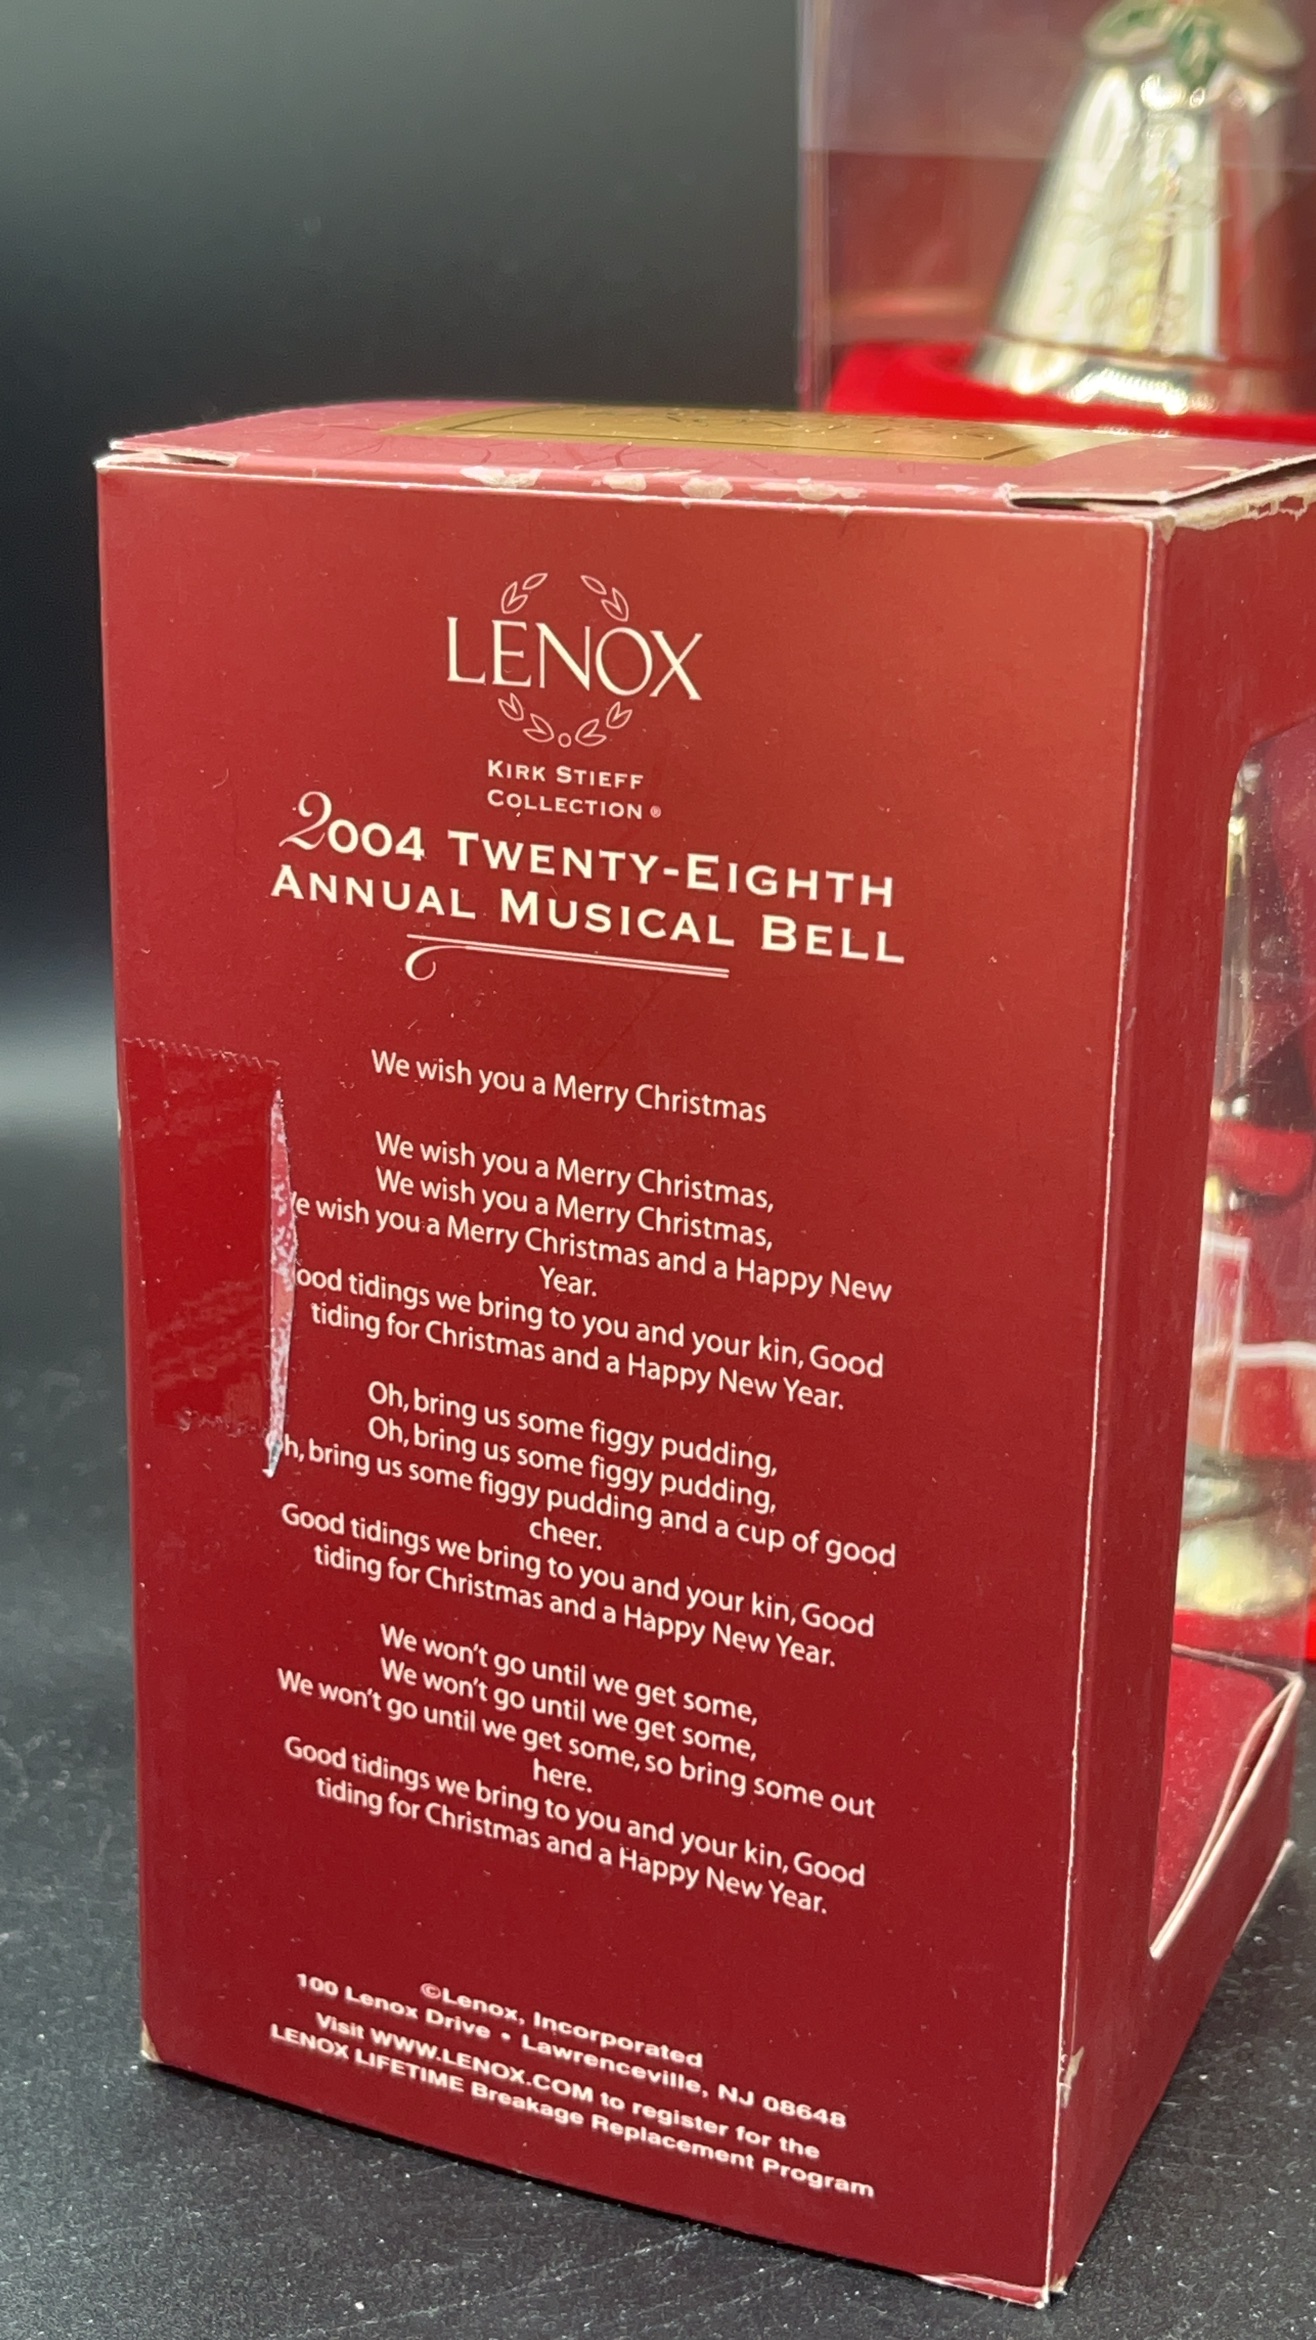 LENOX
KIRK STIEFF
COLLECTION®
2004 TWENTY-EIGHTH
ANNUAL MUSICAL BELL
We wish you a Merry Christmas
We wish you a Merry Christmas,
We wish you a Merry Christmas,
e wish you a Merry Christmas and a Happy New
Year.
ood tidings we bring to you and your kin, Good
tiding for Christmas and a Happy New Year.
Oh, bring us some figgy pudding,
Oh, bring us some figgy pudding,
h, bring us some figgy pudding and a cup of good
cheer.
Good tidings we bring to you and your kin, Good
tiding for Christmas and a Happy New Year.
We won't go until we get some,
We won't go until we get some,
We won't go until we get some, so bring some out
here.
Good tidings we bring to you and your kin, Good
tiding for Christmas and a Happy New Year.
©Lenox, Incorporated
100 Lenox Drive • Lawrenceville, NJ 08648
Visit WWW.LENOX.COM to register for the
LENOX LIFETIME Breakage Replacement Program